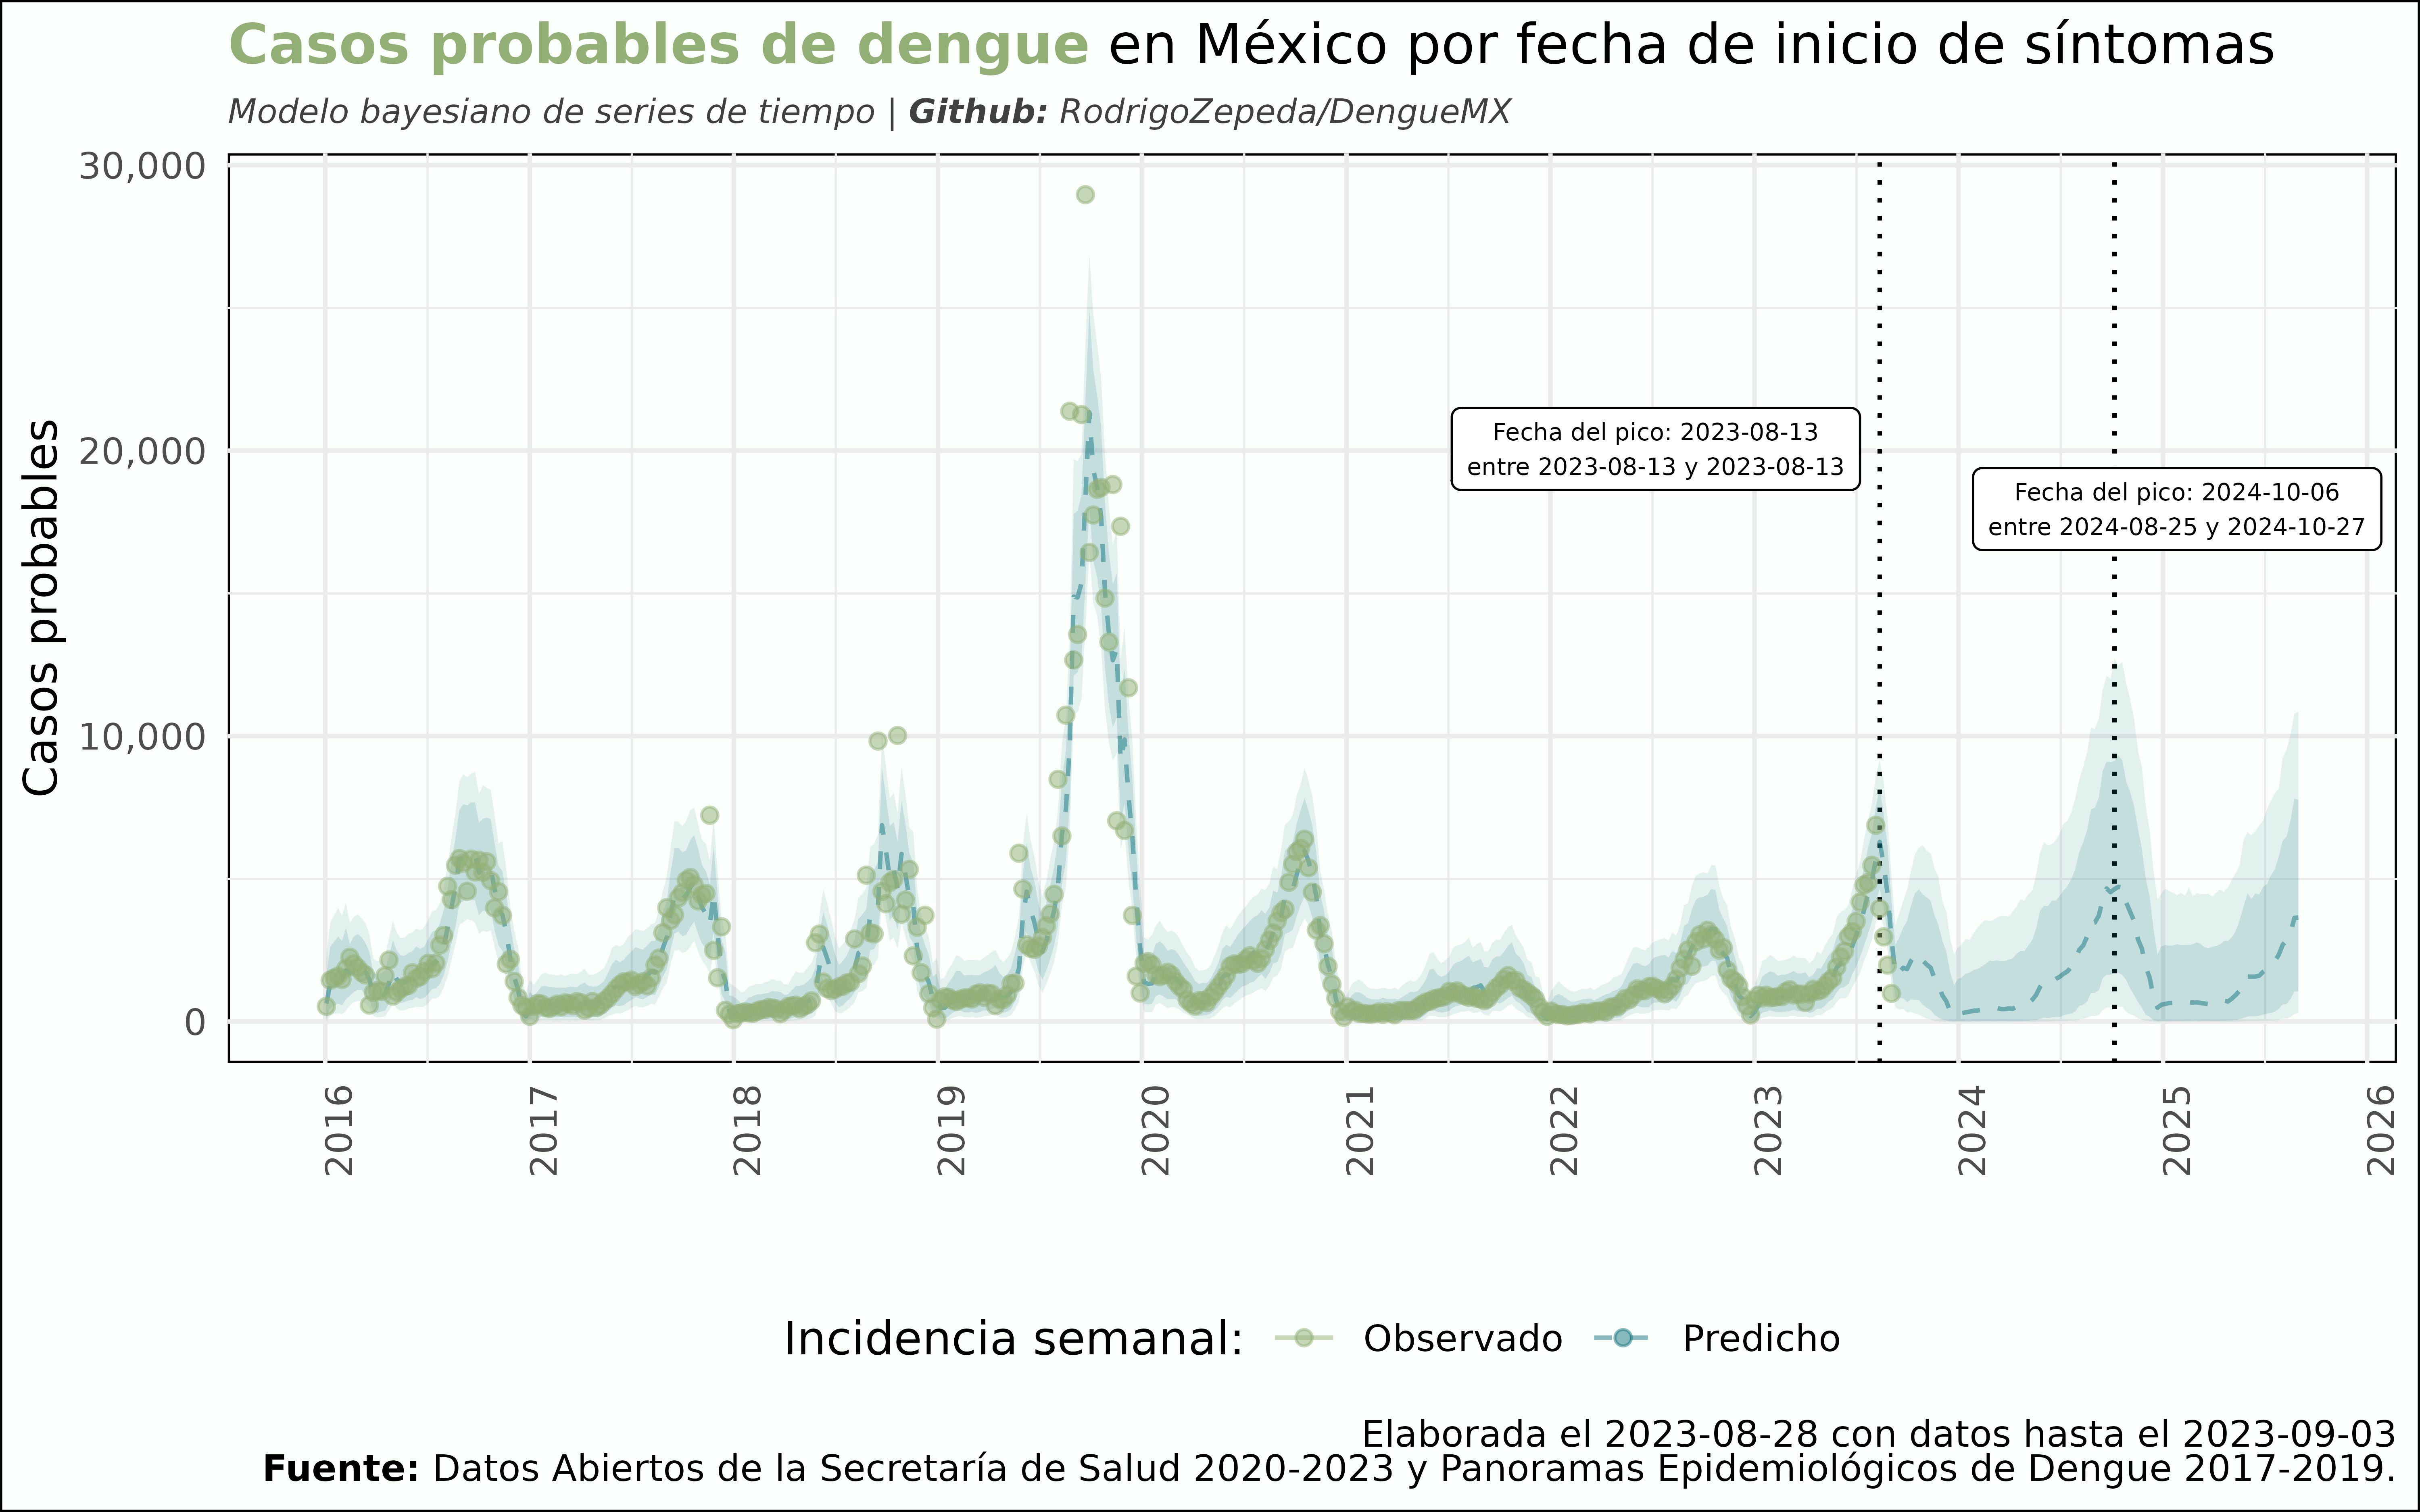 Casos probables de dengue en México por fecha de inicio de síntomas
Modelo bayesiano de series de tiempo | Github: RodrigoZepeda/DengueMX
Casos probables
30,000
20,000
10,000
0
Fecha del pico: 2023-08-13
entre 2023-08-13 y 2023-08-13
Fecha del pico: 2024-10-06
entre 2024-08-25 y 2024-10-27
2016
2017
2018
2019
2020
2021
2022
2023
2024
2025
2026
Incidencia semanal: Observado Predicho
Elaborada el 2023-08-28 con datos hasta el 2023-09-03
Fuente: Datos Abiertos de la Secretaría de Salud 2020-2023 y Panoramas Epidemiológicos de Dengue 2017-2019.